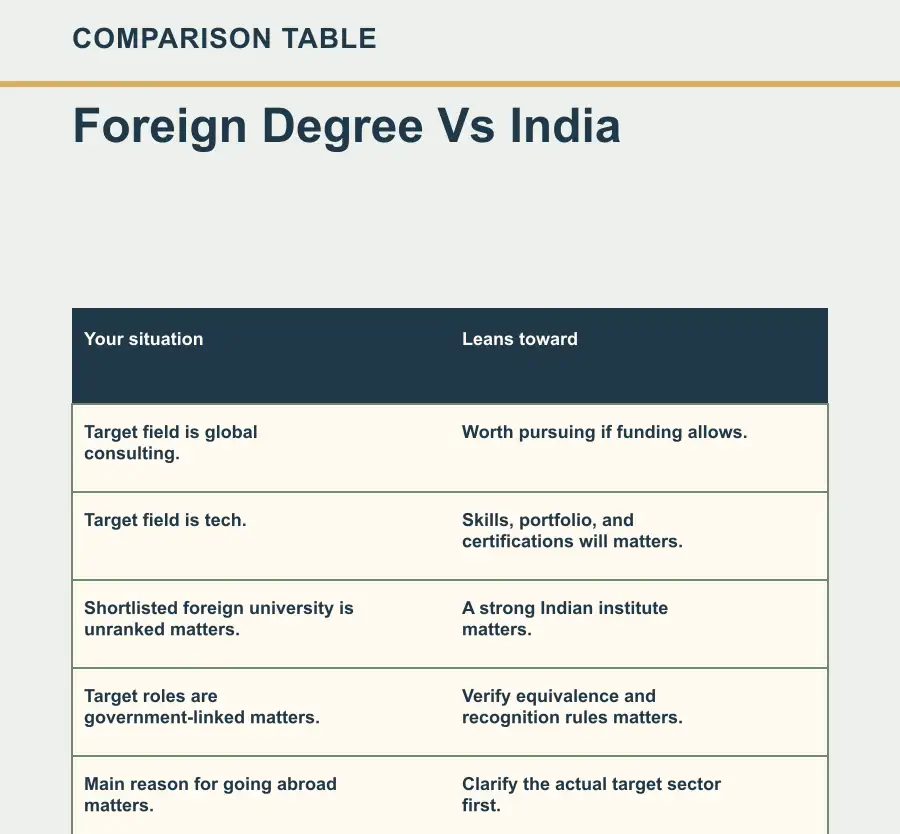 COMPARISON TABLE
Foreign Degree Vs India
Your situation
Leans toward
Target field is global
consulting.
Worth pursuing if funding allows.
Target field is tech.
Skills, portfolio, and
certifications will matters.
Shortlisted foreign university is
unranked matters.
A strong Indian institute
matters.
Target roles are
government-linked matters.
Verify equivalence and
recognition rules matters.
Main reason for going abroad
matters.
Clarify the actual target sector
first.